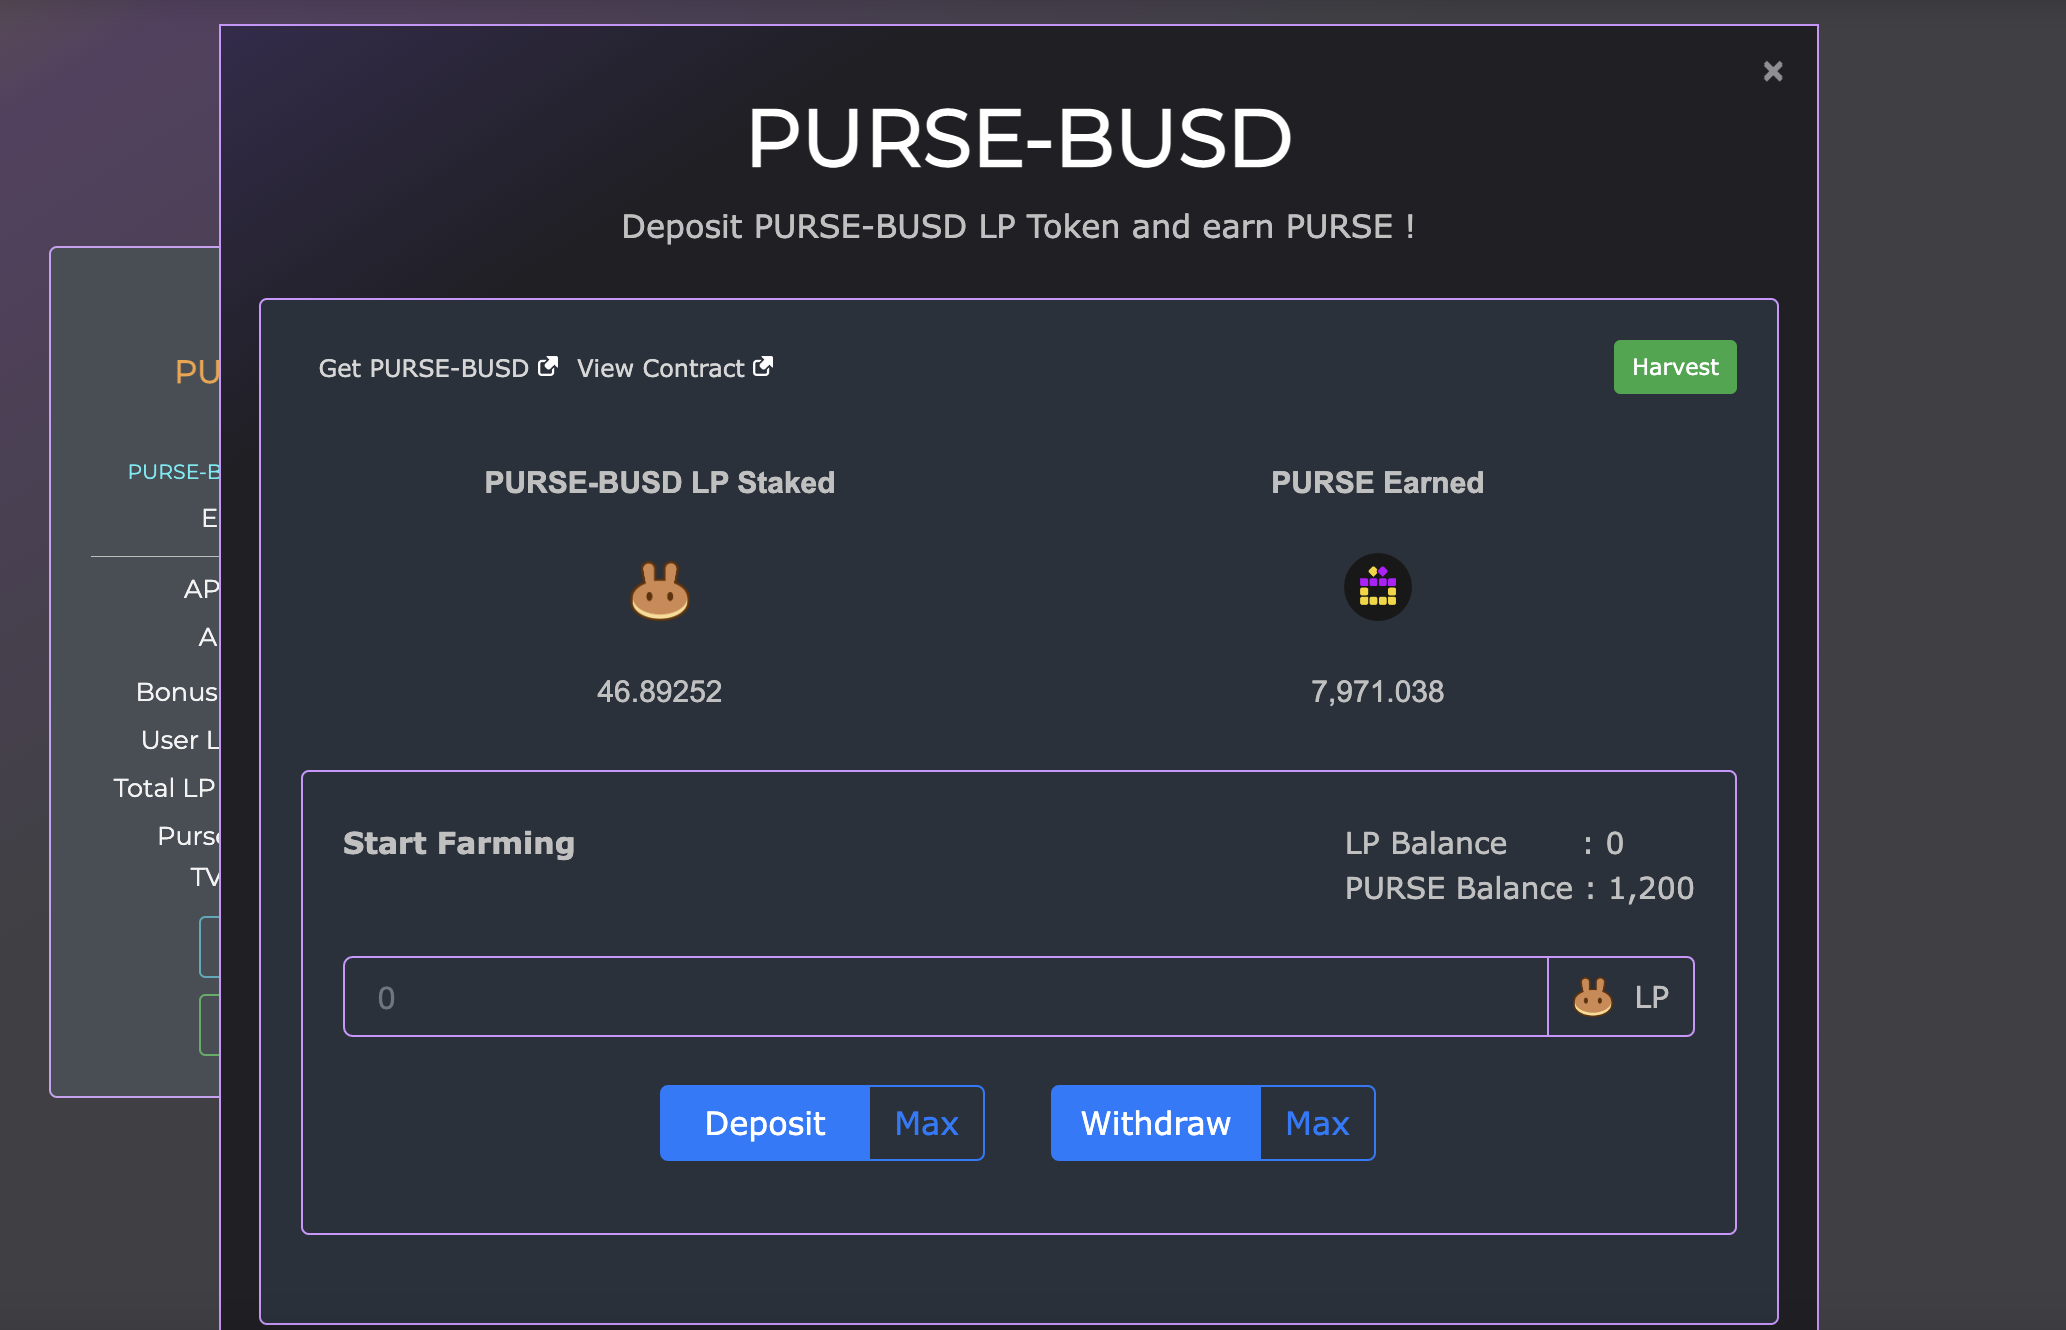 PURSE-BUSD
Deposit PURSE-BUSD LP Token and earn PURSE !
Get PURSE-BUSD View Contract
Harvest
PURSE-BUSD LP Staked
PURSE Earned
46.89252
7,971.038
Start Farming
LP Balance : 0
PURSE Balance : 1,200
0
LP
Deposit
Max
Withdraw
Max
PU
PURSE-B
E
AP
A
Bonus
User L
Total LP
Purse
TV